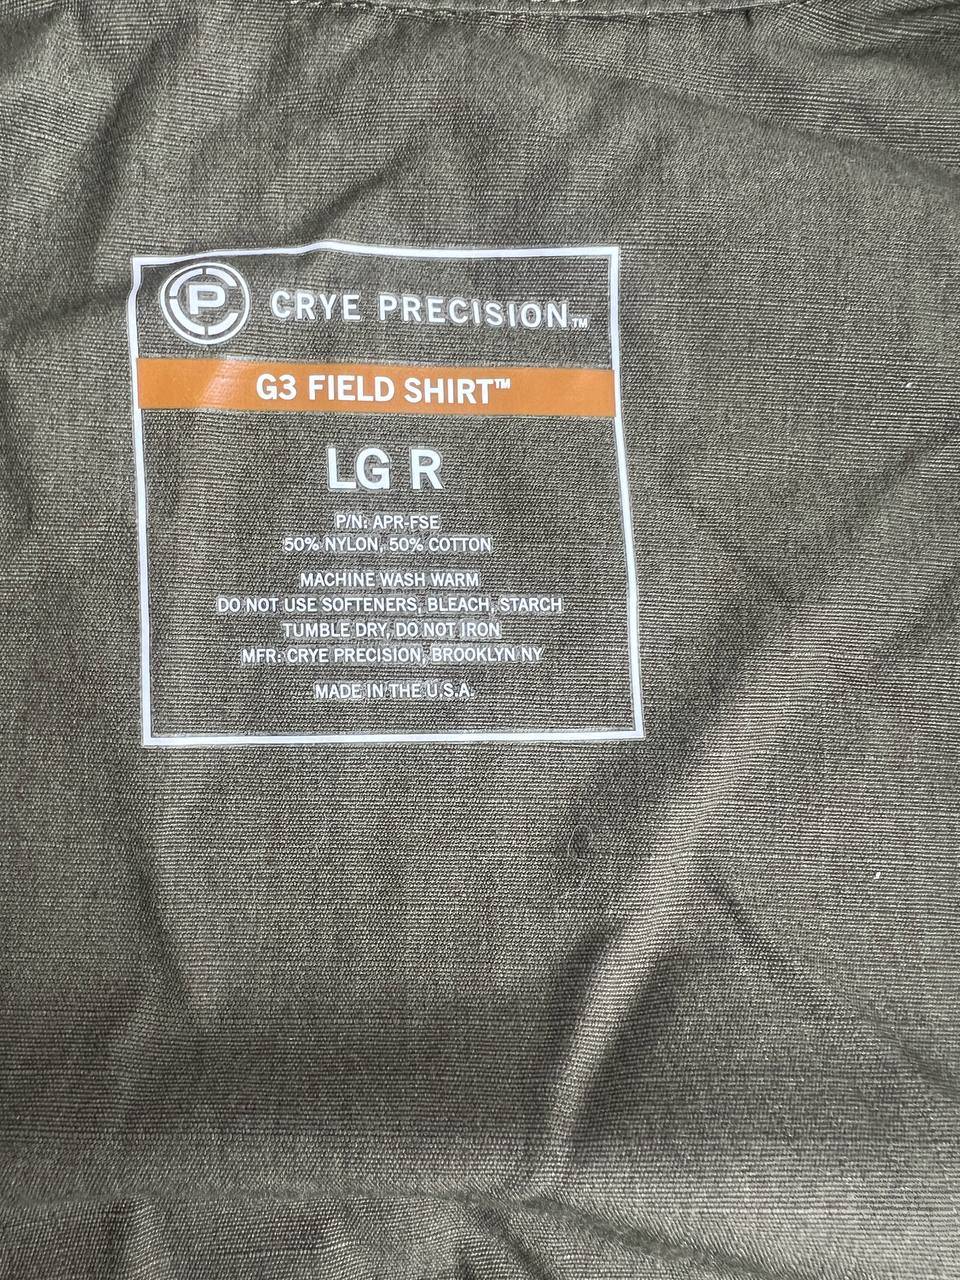 CP CRYE PRECISION™
G3 FIELD SHIRT™
LG R
P/N: APR-FSE
50% NYLON, 50% COTTON
MACHINE WASH WARM
DO NOT USE SOFTENERS, BLEACH, STARCH
TUMBLE DRY, DO NOT IRON
MFR: CRYE PRECISION, BROOKLYN NY
MADE IN THE U.S.A.